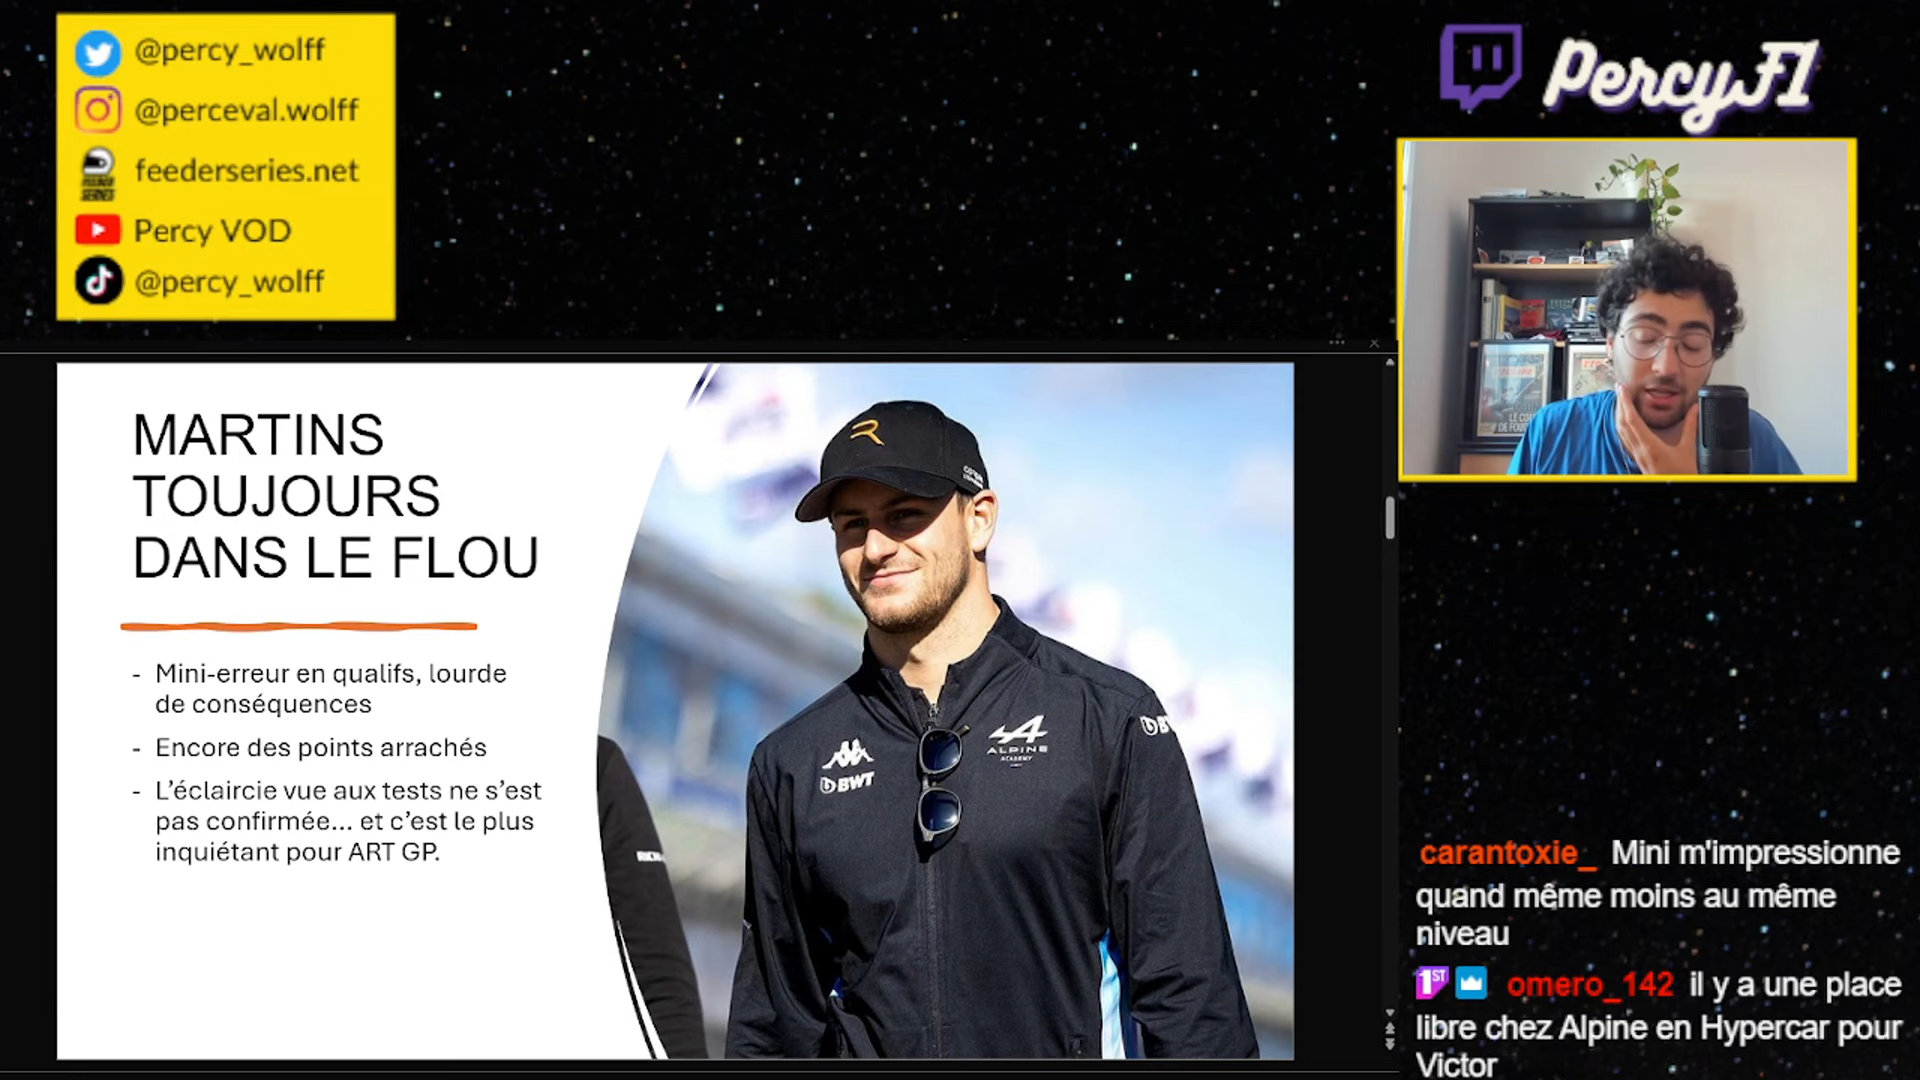 @percy_wolff
@perceval.wolff
feederseries.net
Percy VOD
@percy_wolff
PercyF1
MARTINS
TOUJOURS
DANS LE FLOU
- Mini-erreur en qualifs, lourde
de conséquences
- Encore des points arrachés
- L’éclaircie vue aux tests ne s’est
pas confirmée... et c’est le plus
inquiétant pour ART GP.
R
BWT
ALPINE
ACADEMY
carantoxie_ Mini m'impressionne
quand même moins au même
niveau
1ST omero_142 il y a une place
libre chez Alpine en Hypercar pour
Victor